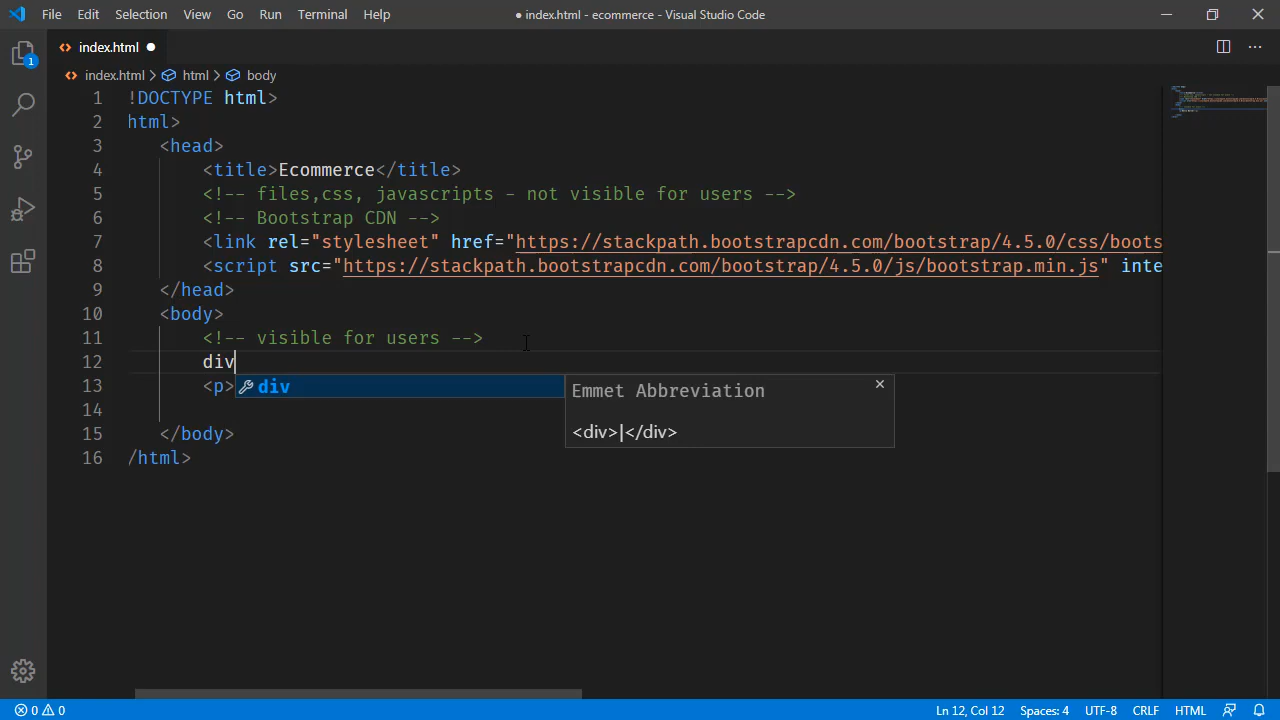 File Edit Selection View Go Run Terminal Help ● index.html - ecommerce - Visual Studio Code
index.html ●
index.html > html > body
1 !DOCTYPE html>
2 html>
3 <head>
4 <title>Ecommerce</title>
5 <!-- files,css, javascripts - not visible for users -->
6 <!-- Bootstrap CDN -->
7 <link rel="stylesheet" href="https://stackpath.bootstrapcdn.com/bootstrap/4.5.0/css/boots
8 <script src="https://stackpath.bootstrapcdn.com/bootstrap/4.5.0/js/bootstrap.min.js" inte
9 </head>
10 <body>
11 <!-- visible for users -->
12 div
13 <p>
div
Emmet Abbreviation
<div>|</div>
14
15 </body>
16 /html>
1
0 0 Ln 12, Col 12 Spaces: 4 UTF-8 CRLF HTML